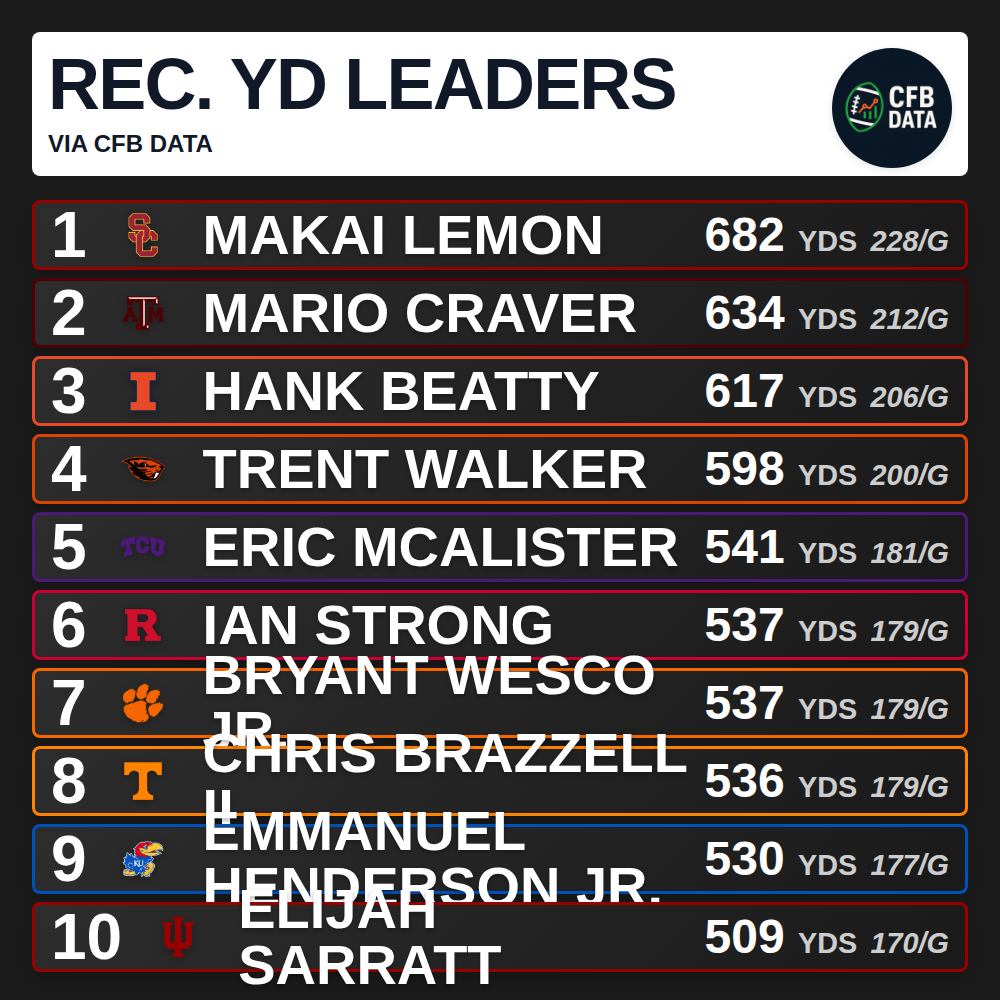 REC. YD LEADERS
VIA CFB DATA
CFB
DATA
1 SC MAKAI LEMON 682 YDS 228/G
2 ATM MARIO CRAVER 634 YDS 212/G
3 I HANK BEATTY 617 YDS 206/G
4 TRENT WALKER 598 YDS 200/G
5 TCU ERIC MCALISTER 541 YDS 181/G
6 R IAN STRONG 537 YDS 179/G
7 BRYANT WESCO
JR. 537 YDS 179/G
8 T CHRIS BRAZZELL
II 536 YDS 179/G
9 KU EMMANUEL
HENDERSON JR. 530 YDS 177/G
10 IU ELIJAH
SARRATT 509 YDS 170/G